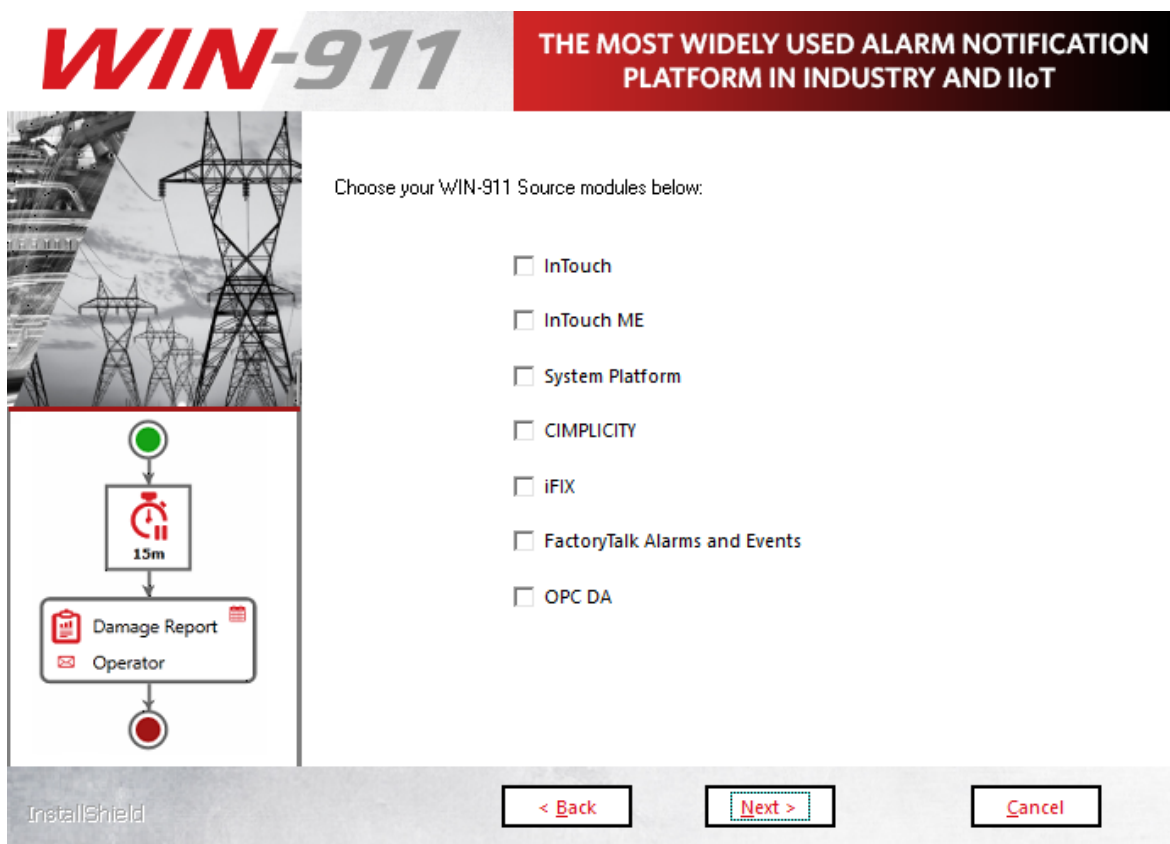 WIN-911
THE MOST WIDELY USED ALARM NOTIFICATION
PLATFORM IN INDUSTRY AND IIoT
Choose your WIN-911 Source modules below:
InTouch
InTouch ME
System Platform
CIMPLICITY
iFIX
FactoryTalk Alarms and Events
OPC DA
15m
Damage Report
Operator
InstallShield
< Back
Next >
Cancel